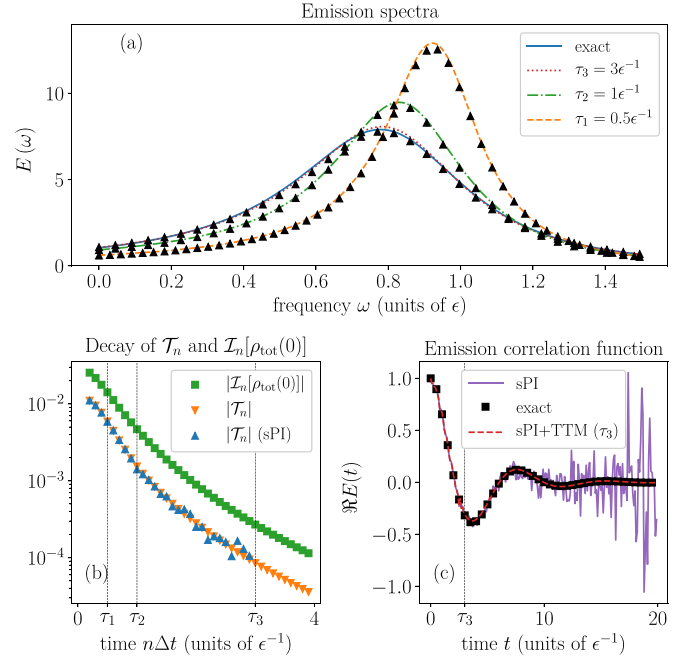 Emission spectra
(a)
exact
τ₃ = 3ϵ⁻¹
τ₂ = 1ϵ⁻¹
τ₁ = 0.5ϵ⁻¹
E(ω)
10
5
0
0.0 0.2 0.4 0.6 0.8 1.0 1.2 1.4
frequency ω (units of ϵ)
Decay of 𝒯ₙ and ℐₙ[ρₜₒₜ(0)]
|ℐₙ[ρₜₒₜ(0)]|
|𝒯ₙ|
|𝒯ₙ| (sPI)
10⁻²
10⁻³
10⁻⁴
(b)
0 τ₁ τ₂ τ₃ 4
time nΔt (units of ϵ⁻¹)
Emission correlation function
sPI
exact
sPI+TTM (τ₃)
ℜE(t)
1.0
0.5
0.0
−0.5
−1.0
(c)
0 τ₃ 10 20
time t (units of ϵ⁻¹)